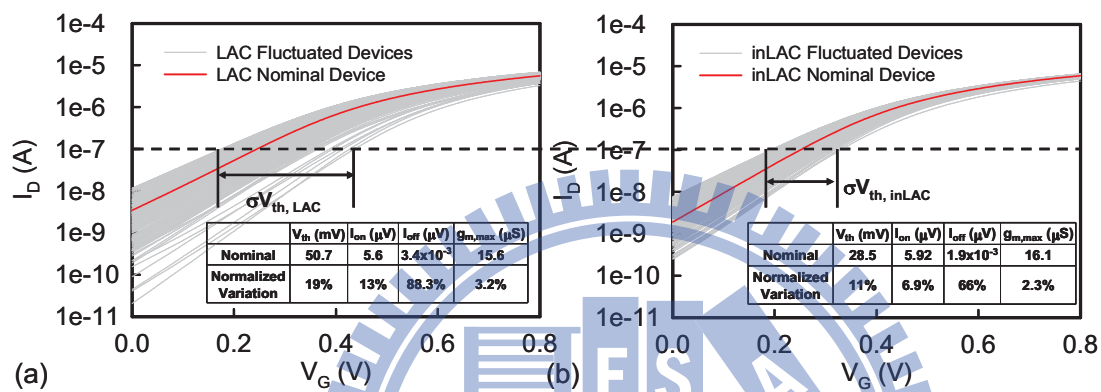 1e-4
1e-5
1e-6
1e-7
1e-8
1e-9
1e-10
1e-11
I_D (A)
LAC Fluctuated Devices
LAC Nominal Device
σV_th, LAC
V_th (mV) I_on (μV) I_off (μV) g_m,max (μS)
Nominal 50.7 5.6 3.4x10^-3 15.6
Normalized Variation 19% 13% 88.3% 3.2%
0.0 0.2 0.4 0.6 0.8
V_G (V)
(a)
1e-4
1e-5
1e-6
1e-7
1e-8
1e-9
1e-10
1e-11
I_D (A)
inLAC Fluctuated Devices
inLAC Nominal Device
σV_th, inLAC
V_th (mV) I_on (μV) I_off (μV) g_m,max (μS)
Nominal 28.5 5.92 1.9x10^-3 16.1
Normalized Variation 11% 6.9% 66% 2.3%
0.0 0.2 0.4 0.6 0.8
V_G (V)
(b)
E S